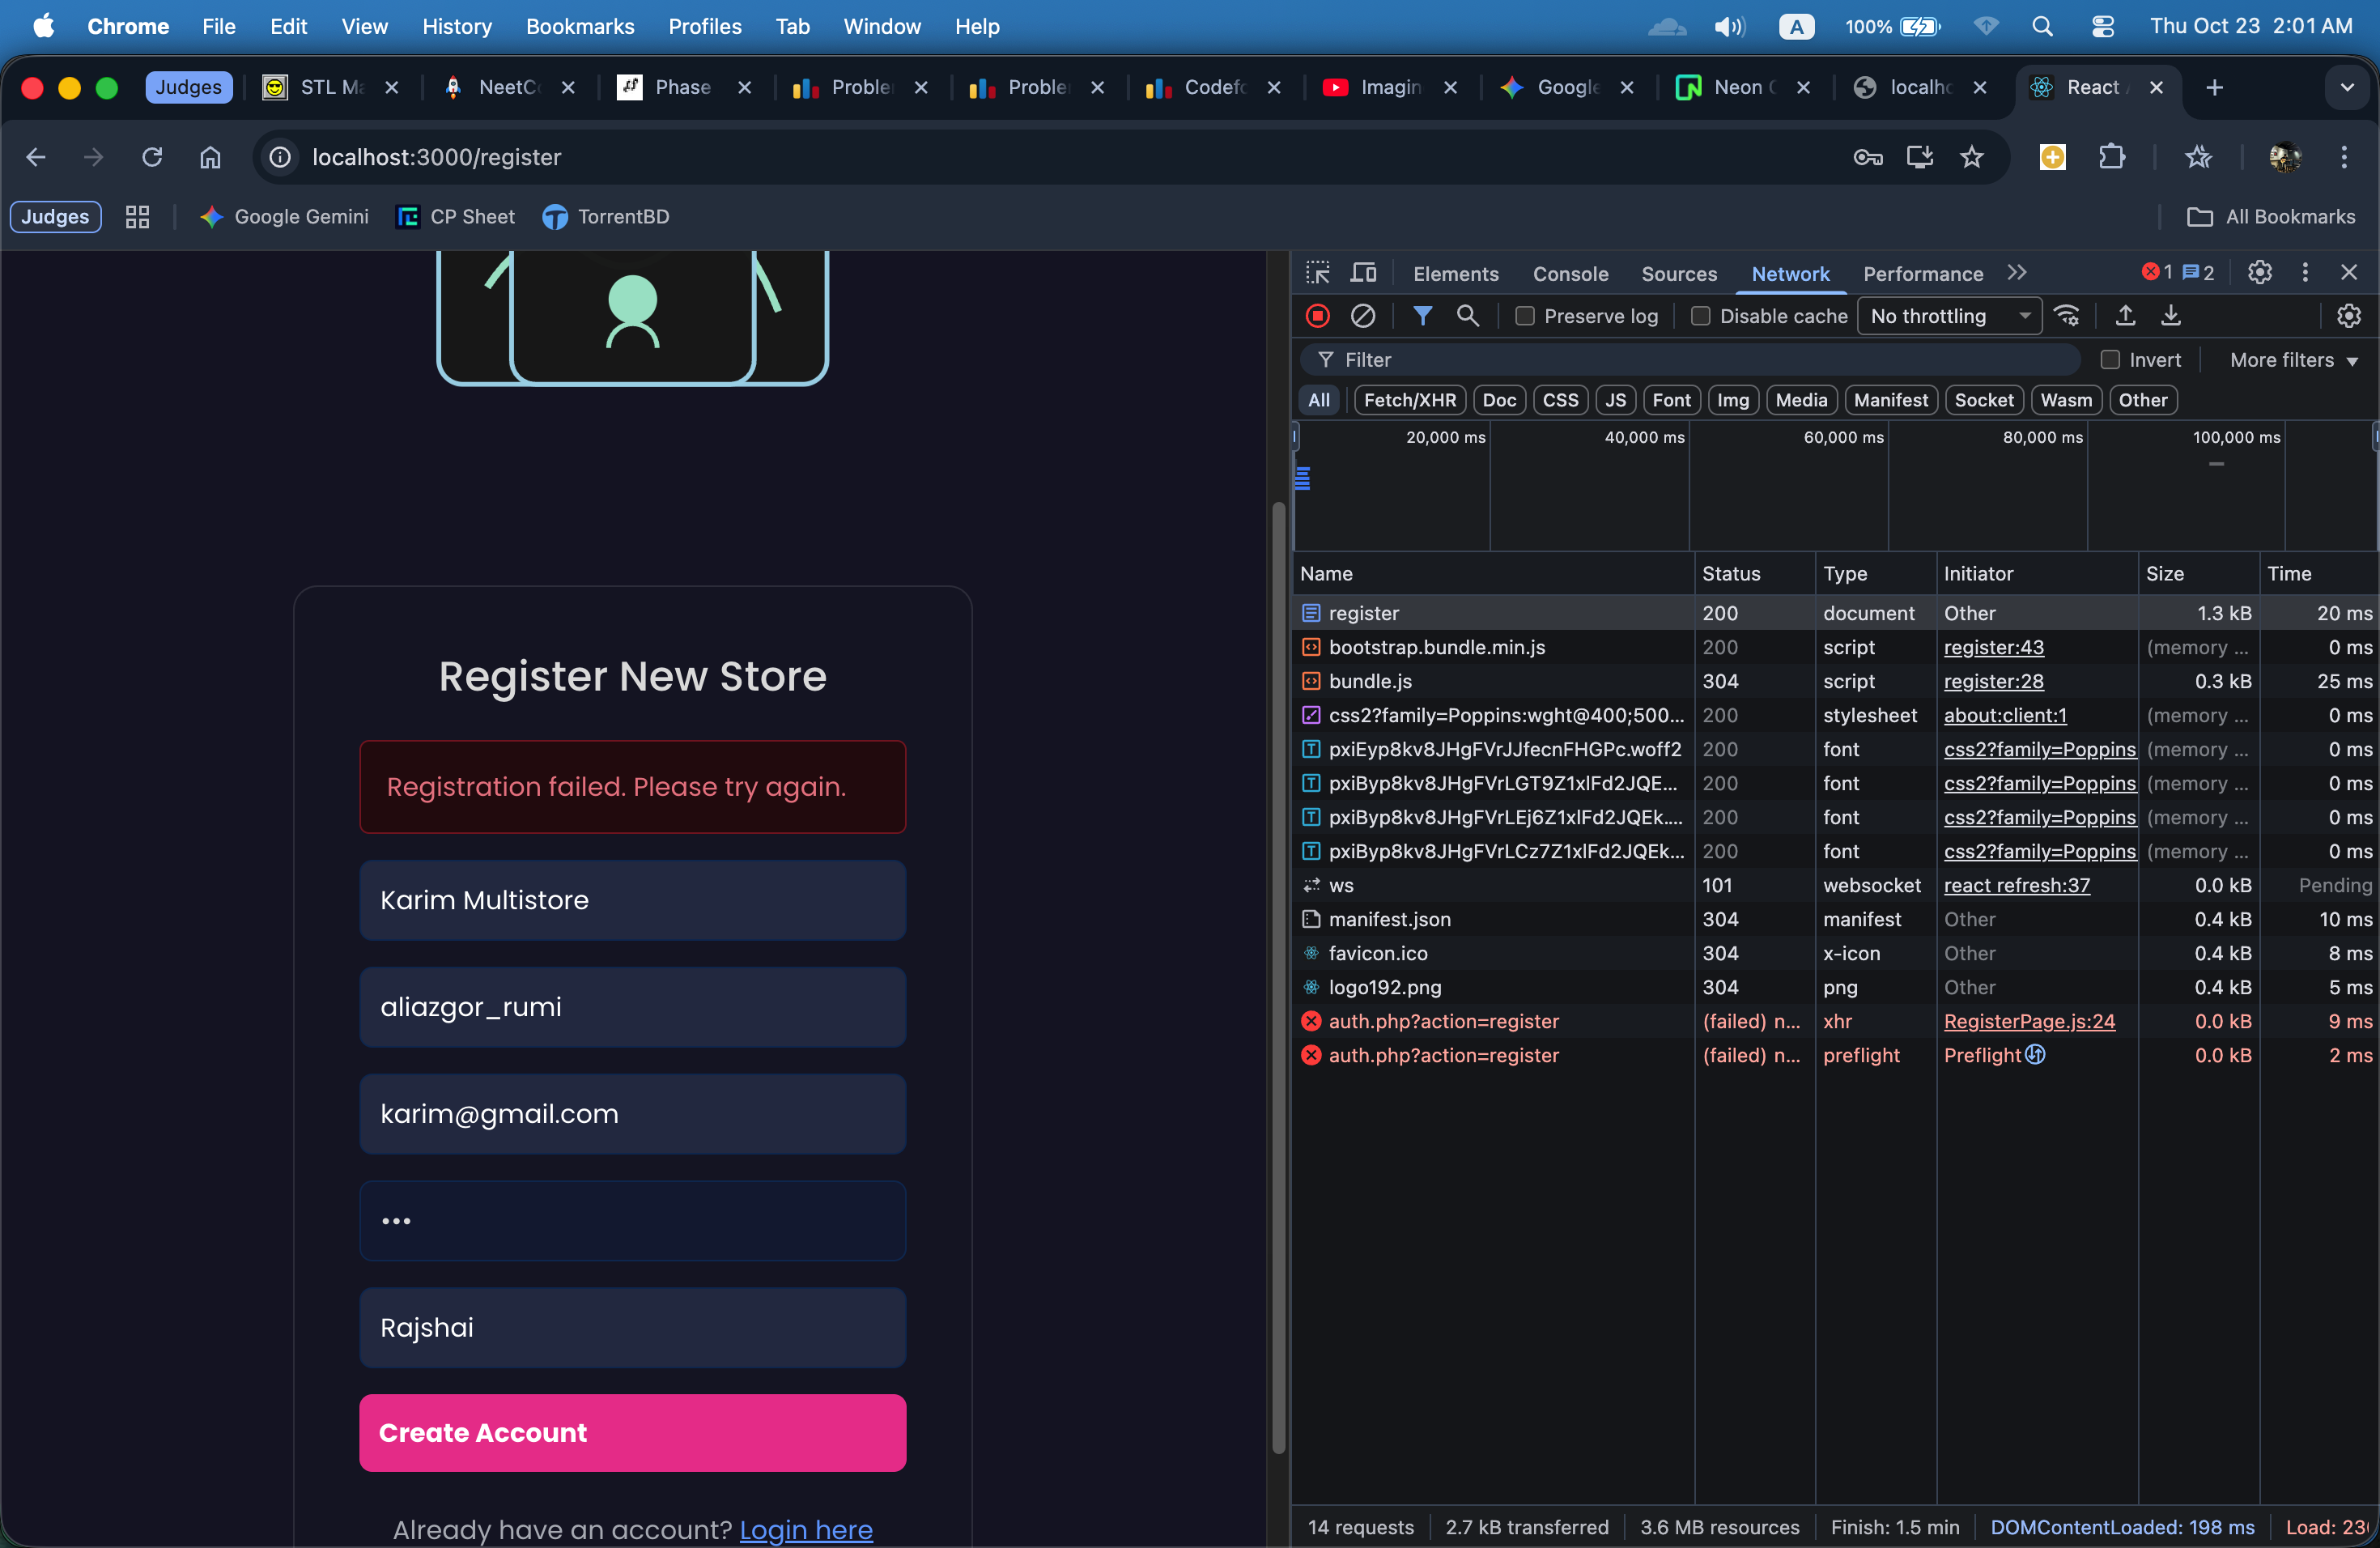 Chrome File Edit View History Bookmarks Profiles Tab Window Help A 100% Thu Oct 23 2:01 AM
Judges STL Ma NeetCo Phase Proble Proble Codefo Imagin Google Neon localho React
localhost:3000/register
Judges Google Gemini CP Sheet TorrentBD All Bookmarks
Register New Store
Registration failed. Please try again.
Karim Multistore
aliazgor_rumi
karim@gmail.com
•••
Rajshai
Create Account
Already have an account? Login here
Elements Console Sources Network Performance 1 2
Preserve log Disable cache No throttling
Filter Invert More filters
All Fetch/XHR Doc CSS JS Font Img Media Manifest Socket Wasm Other
20,000 ms 40,000 ms 60,000 ms 80,000 ms 100,000 ms
Name Status Type Initiator Size Time
register 200 document Other 1.3 kB 20 ms
bootstrap.bundle.min.js 200 script register:43 (memory ... 0 ms
bundle.js 304 script register:28 0.3 kB 25 ms
css2?family=Poppins:wght@400;500... 200 stylesheet about:client:1 (memory ... 0 ms
pxiEyp8kv8JHgFVrJJfecnFHGPc.woff2 200 font css2?family=Poppins (memory ... 0 ms
pxiByp8kv8JHgFVrLGT9Z1xlFd2JQE... 200 font css2?family=Poppins (memory ... 0 ms
pxiByp8kv8JHgFVrLEj6Z1xlFd2JQEk.... 200 font css2?family=Poppins (memory ... 0 ms
pxiByp8kv8JHgFVrLCz7Z1xlFd2JQEk... 200 font css2?family=Poppins (memory ... 0 ms
ws 101 websocket react refresh:37 0.0 kB Pending
manifest.json 304 manifest Other 0.4 kB 10 ms
favicon.ico 304 x-icon Other 0.4 kB 8 ms
logo192.png 304 png Other 0.4 kB 5 ms
auth.php?action=register (failed) n... xhr RegisterPage.js:24 0.0 kB 9 ms
auth.php?action=register (failed) n... preflight Preflight 0.0 kB 2 ms
14 requests 2.7 kB transferred 3.6 MB resources Finish: 1.5 min DOMContentLoaded: 198 ms Load: 23